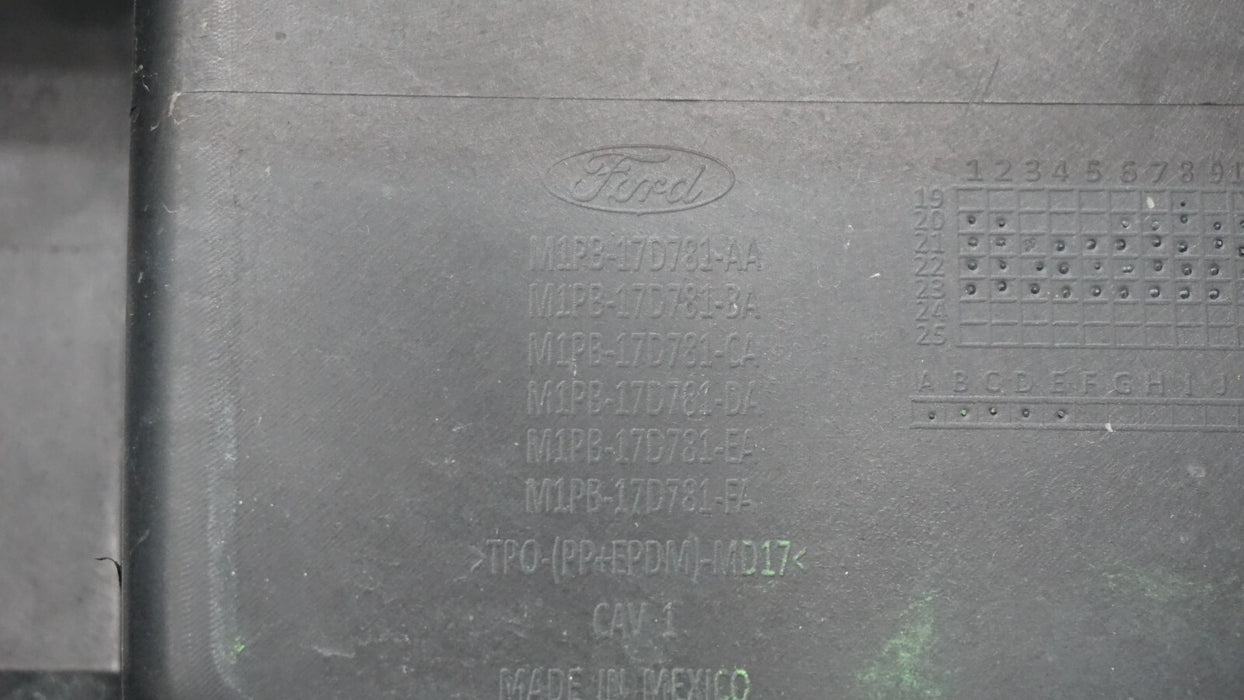 Ford
M1PB-17D781-AA
M1PB-17D781-BA
M1PB-17D781-CA
M1PB-17D781-DA
M1PB-17D781-EA
M1PB-17D781-FA
>TPO-(PP+EPDM)-MD17<
CAV 1
MADE IN MEXICO
1 2 3 4 5 6 7 8 9 1
19
20
21
22
23
24
25
A B C D E F G H I J